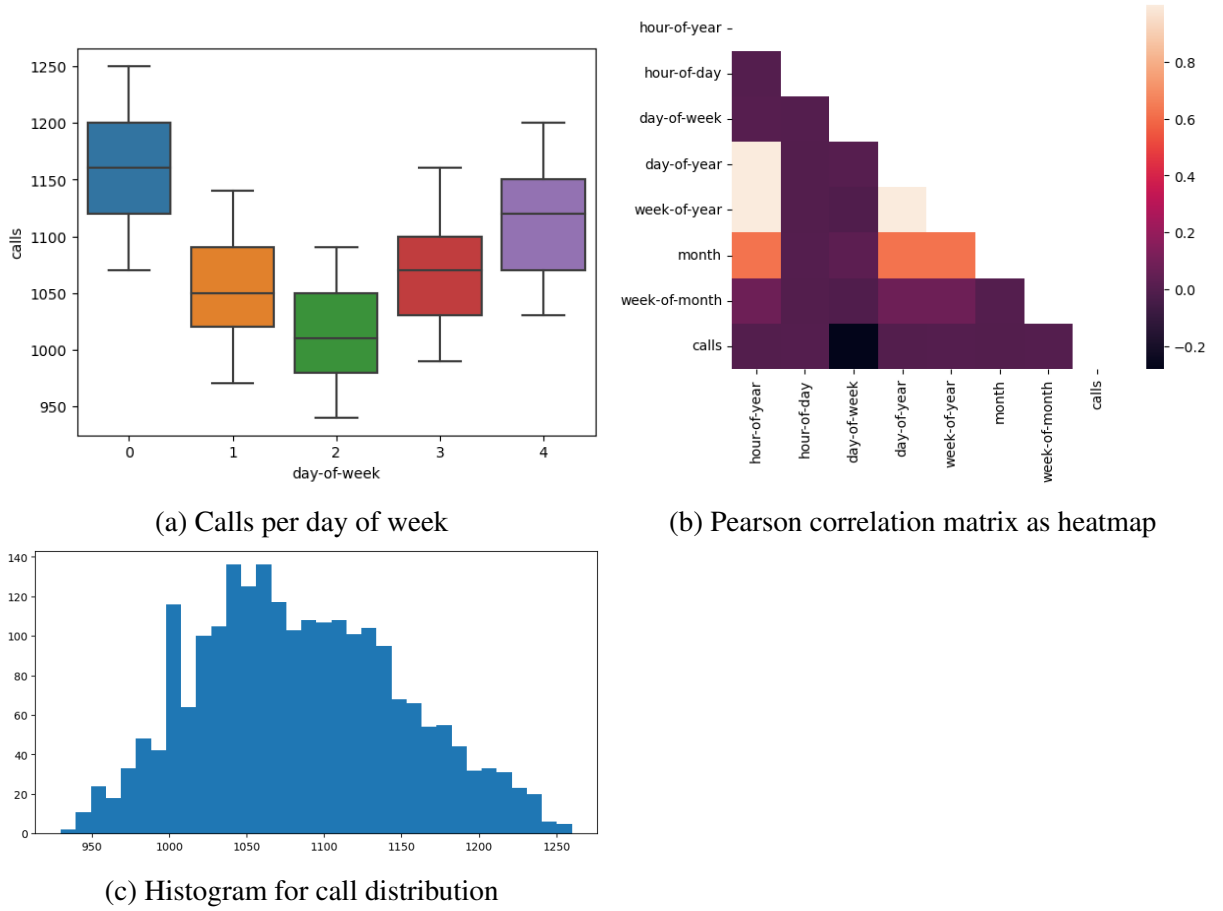 1250
1200
1150
1100
1050
1000
950
calls
0 1 2 3 4
day-of-week
(a) Calls per day of week
hour-of-year
hour-of-day
day-of-week
day-of-year
week-of-year
month
week-of-month
calls
hour-of-year
hour-of-day
day-of-week
day-of-year
week-of-year
month
week-of-month
calls
0.8
0.6
0.4
0.2
0.0
−0.2
(b) Pearson correlation matrix as heatmap
140
120
100
80
60
40
20
0
950 1000 1050 1100 1150 1200 1250
(c) Histogram for call distribution